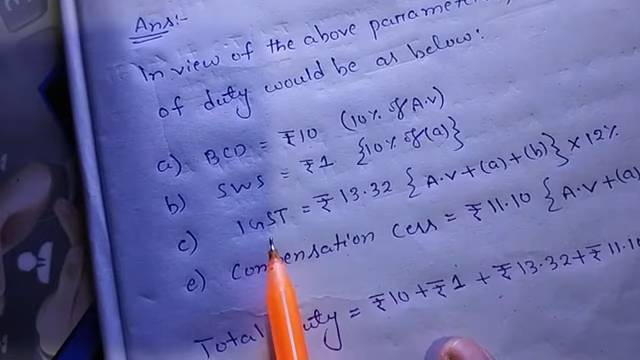 Ans:-
In view of the above
of duty would be as below:
a) BCD = ₹10 (10% of A.V)
b) SWS = ₹1 {10% of (a)}
c) IGST = ₹13.32 {A.V+(a)+(b)} × 12%
e) Compensation Cess = ₹11.10 {A.V+(a)
Total duty = ₹10+₹1+₹13.32+₹11.10